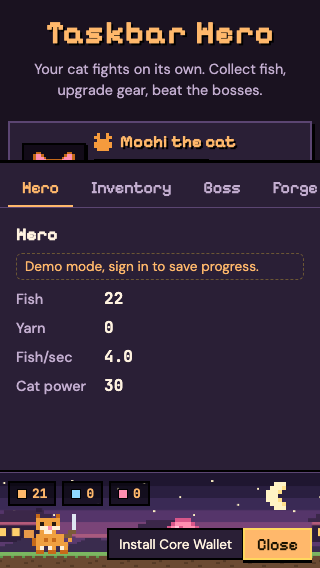 Taskbar Hero
Your cat fights on its own. Collect fish,
upgrade gear, beat the bosses.
Mochi the cat
Hero Inventory Boss Forge
Hero
Demo mode, sign in to save progress.
Fish 22
Yarn 0
Fish/sec 4.0
Cat power 30
21 0 0
Install Core Wallet Close